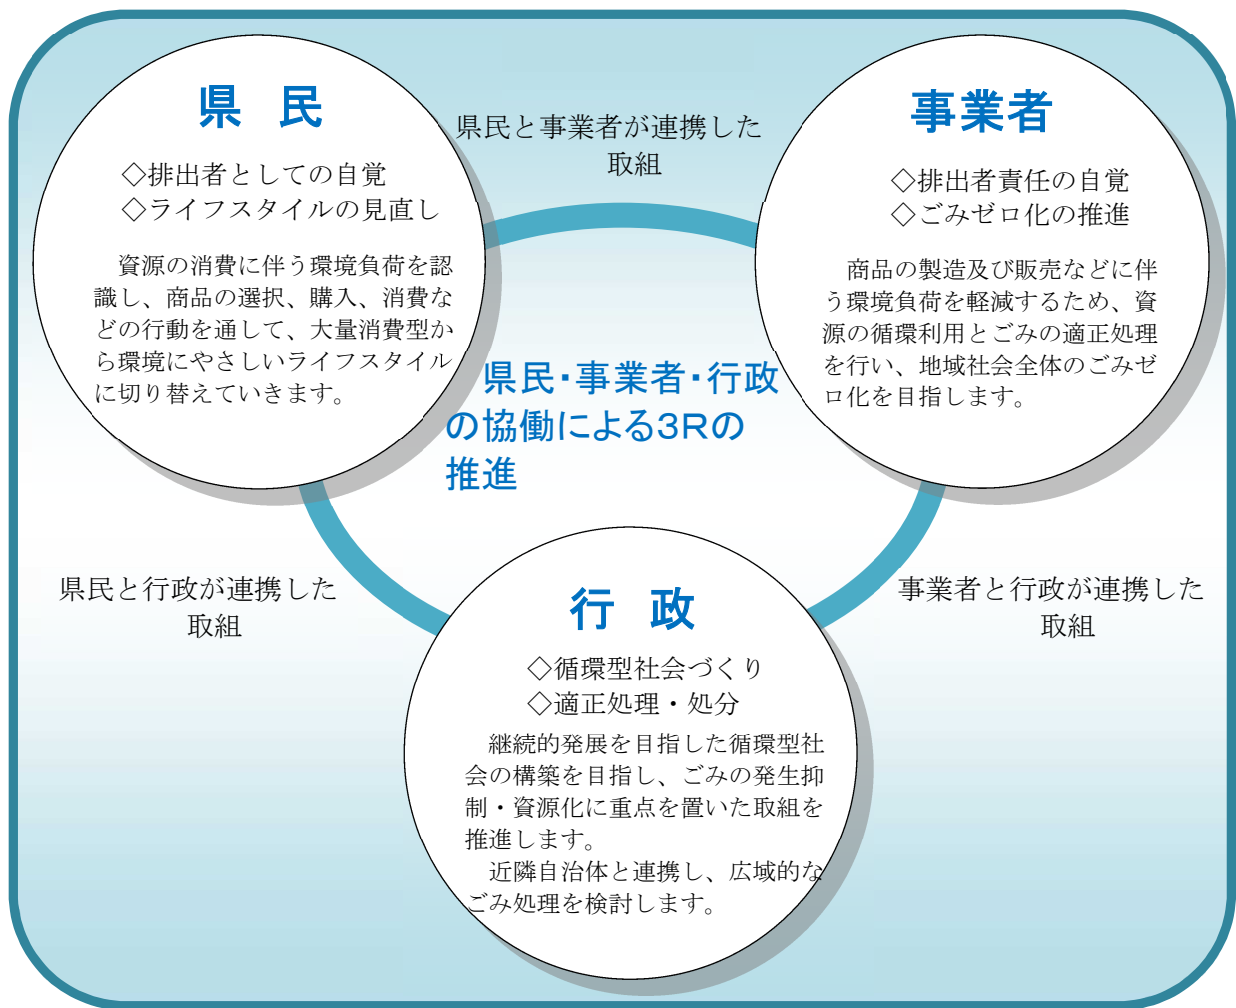 県 民
◇排出者としての自覚
◇ライフスタイルの見直し
資源の消費に伴う環境負荷を認
識し、商品の選択、購入、消費な
どの行動を通して、大量消費型か
ら環境にやさしいライフスタイル
に切り替えていきます。
県民と事業者が連携した
取組
事業者
◇排出者責任の自覚
◇ごみゼロ化の推進
商品の製造及び販売などに伴
う環境負荷を軽減するため、資
源の循環利用とごみの適正処理
を行い、地域社会全体のごみゼ
ロ化を目指します。
県民・事業者・行政
の協働による3Rの
推進
県民と行政が連携した
取組
事業者と行政が連携した
取組
行 政
◇循環型社会づくり
◇適正処理・処分
継続的発展を目指した循環型社
会の構築を目指し、ごみの発生抑
制・資源化に重点を置いた取組を
推進します。
近隣自治体と連携し、広域的な
ごみ処理を検討します。